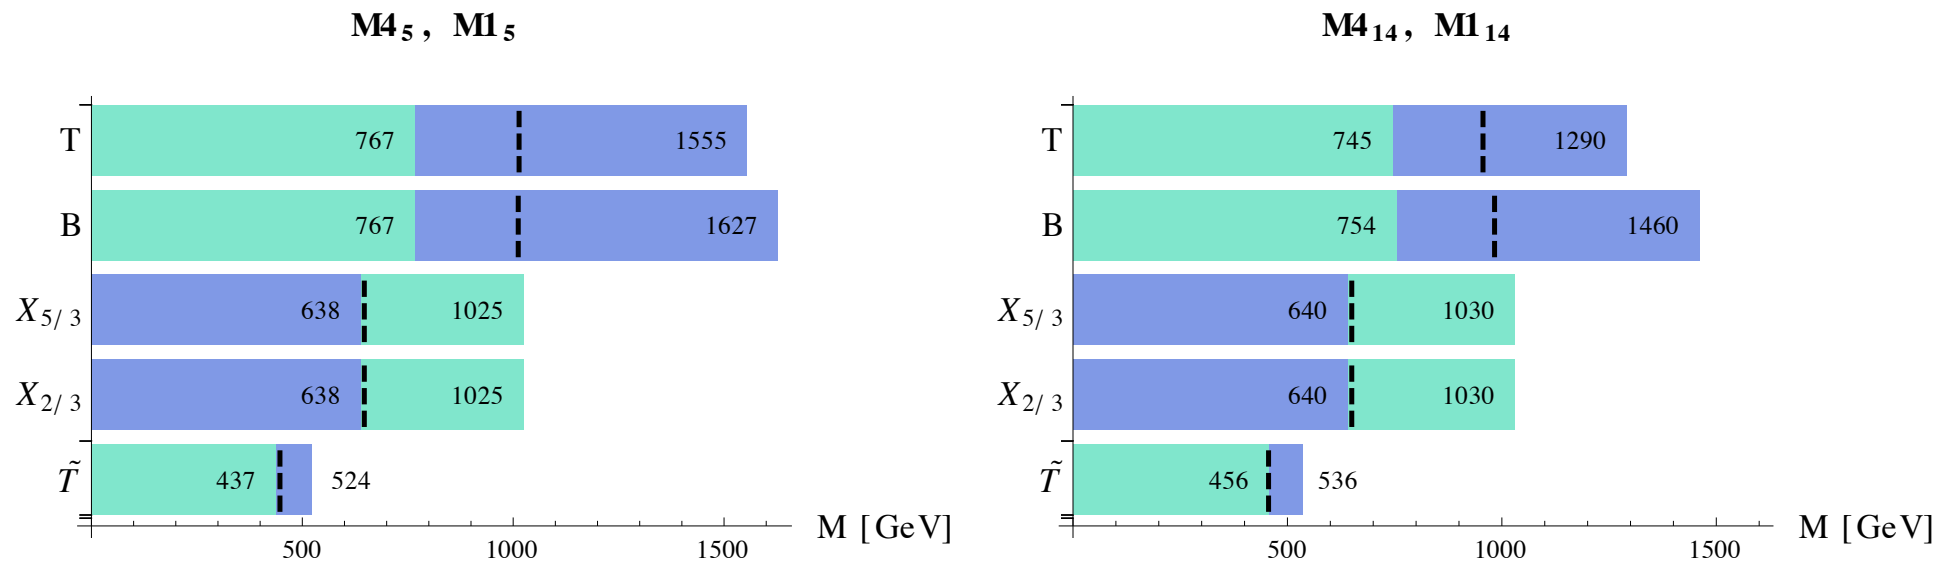 M4₅, M1₅
T 767 1555
B 767 1627
X₅/₃ 638 1025
X₂/₃ 638 1025
T̃ 437 524
500 1000 1500 M [GeV]
M4₁₄, M1₁₄
T 745 1290
B 754 1460
X₅/₃ 640 1030
X₂/₃ 640 1030
T̃ 456 536
500 1000 1500 M [GeV]